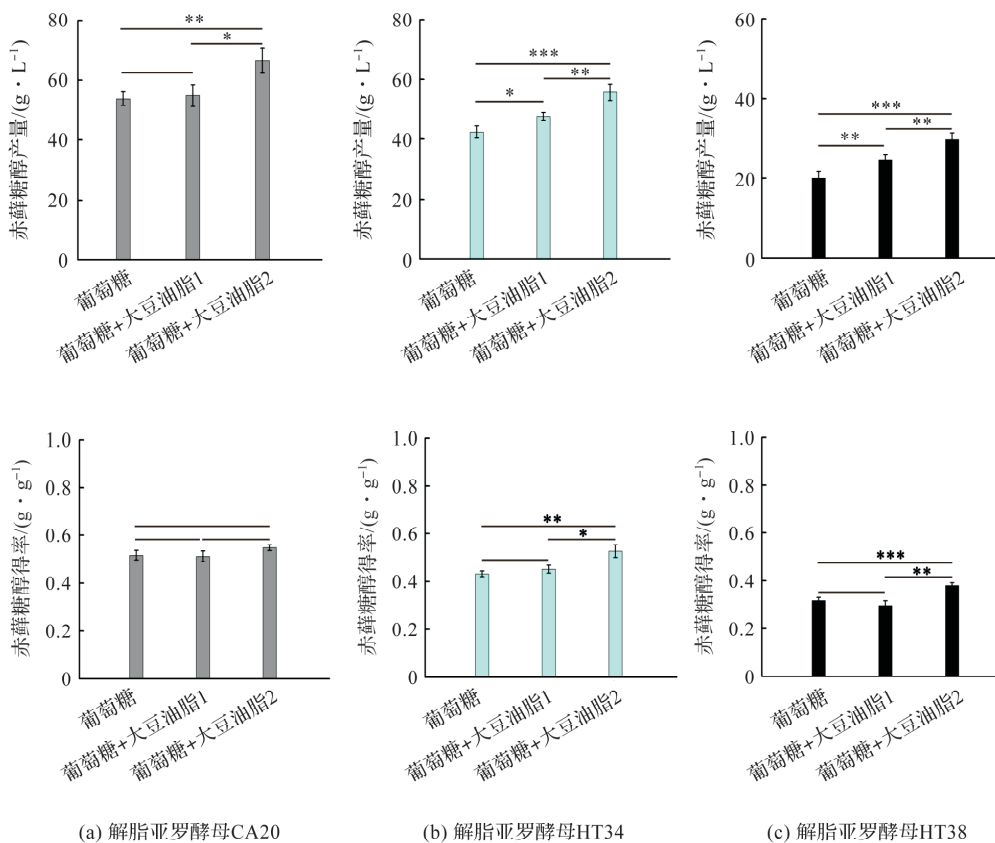 80
60
40
20
0
赤藓糖醇产量/(g·L⁻¹)
**
*
葡萄糖
葡萄糖+大豆油脂1
葡萄糖+大豆油脂2
80
60
40
20
0
赤藓糖醇产量/(g·L⁻¹)
***
**
*
葡萄糖
葡萄糖+大豆油脂1
葡萄糖+大豆油脂2
60
40
20
0
赤藓糖醇产量/(g·L⁻¹)
***
**
**
葡萄糖
葡萄糖+大豆油脂1
葡萄糖+大豆油脂2
1.0
0.8
0.6
0.4
0.2
0
赤藓糖醇得率/(g·g⁻¹)
葡萄糖
葡萄糖+大豆油脂1
葡萄糖+大豆油脂2
1.0
0.8
0.6
0.4
0.2
0
赤藓糖醇得率/(g·g⁻¹)
**
*
葡萄糖
葡萄糖+大豆油脂1
葡萄糖+大豆油脂2
1.0
0.8
0.6
0.4
0.2
0
赤藓糖醇得率/(g·g⁻¹)
***
**
葡萄糖
葡萄糖+大豆油脂1
葡萄糖+大豆油脂2
(a) 解脂亚罗酵母CA20
(b) 解脂亚罗酵母HT34
(c) 解脂亚罗酵母HT38